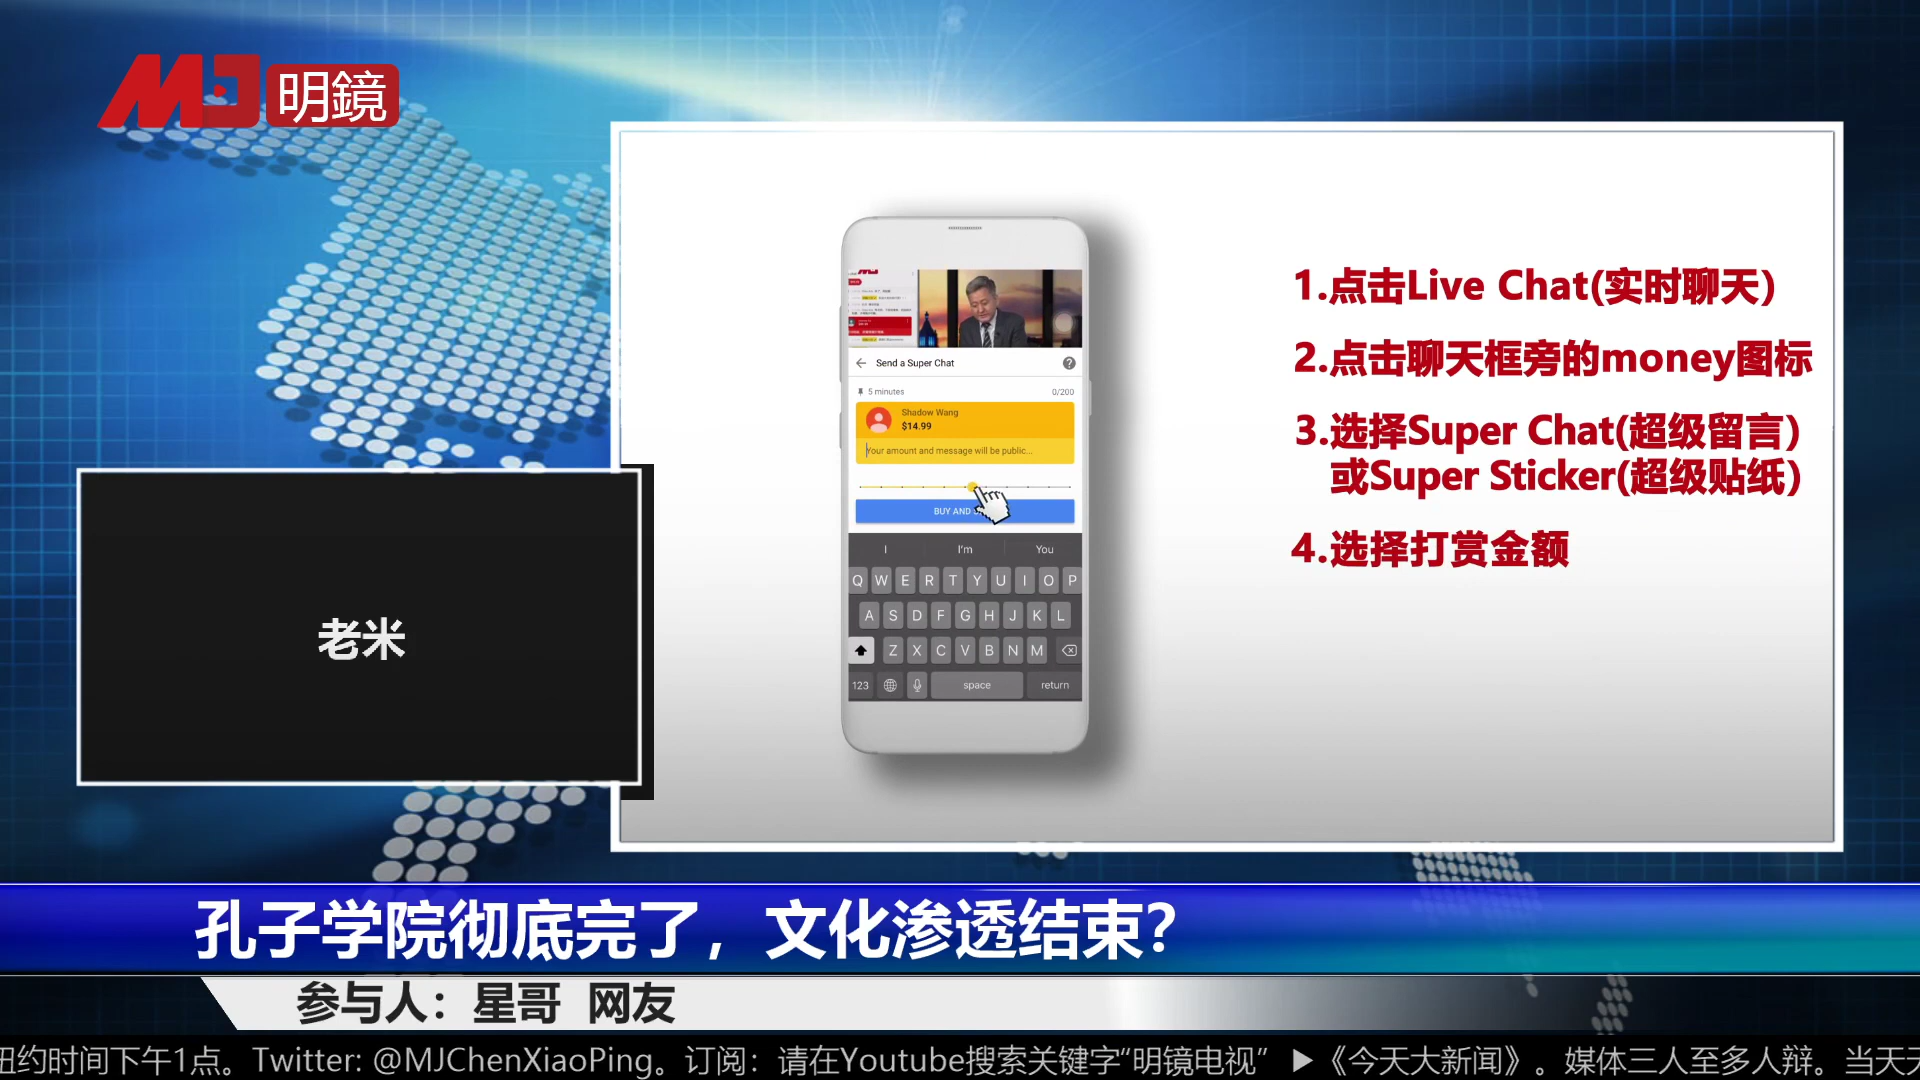 MJ 明鏡
Send a Super Chat
5 minutes 0/200
Shadow Wang
$14.99
Your amount and message will be public...
BUY AND
I I'm You
Q W E R T Y U I O P
A S D F G H J K L
Z X C V B N M
123 space return
1.点击Live Chat(实时聊天)
2.点击聊天框旁的money图标
3.选择Super Chat(超级留言)
或Super Sticker(超级贴纸)
4.选择打赏金额
老米
孔子学院彻底完了，文化渗透结束?
参与人：星哥 网友
纽约时间下午1点。Twitter: @MJChenXiaoPing。订阅：请在Youtube搜索关键字“明镜电视” ▶《今天大新闻》。媒体三人至多人辩。当天